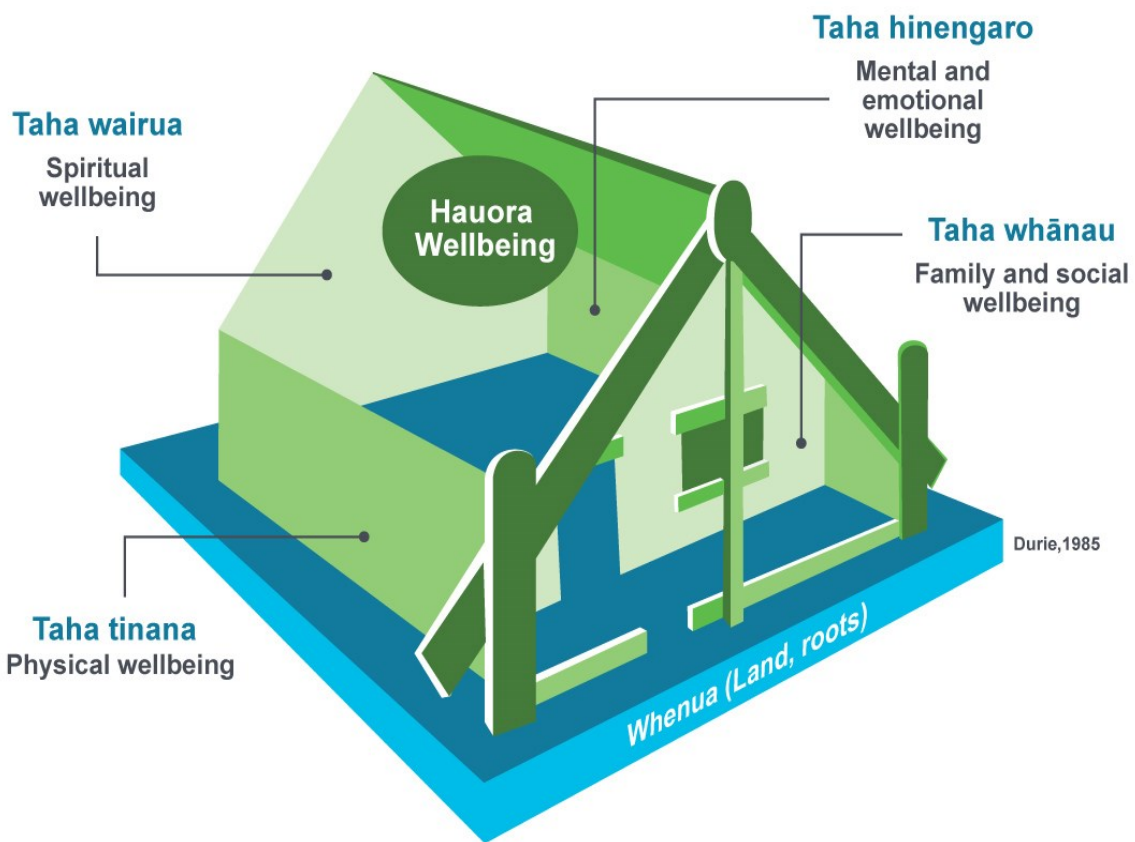 Taha hinengaro
Mental and
emotional
wellbeing
Taha wairua
Spiritual
wellbeing
Hauora
Wellbeing
Taha whānau
Family and social
wellbeing
Durie,1985
Taha tinana
Physical wellbeing
Whenua (Land, roots)